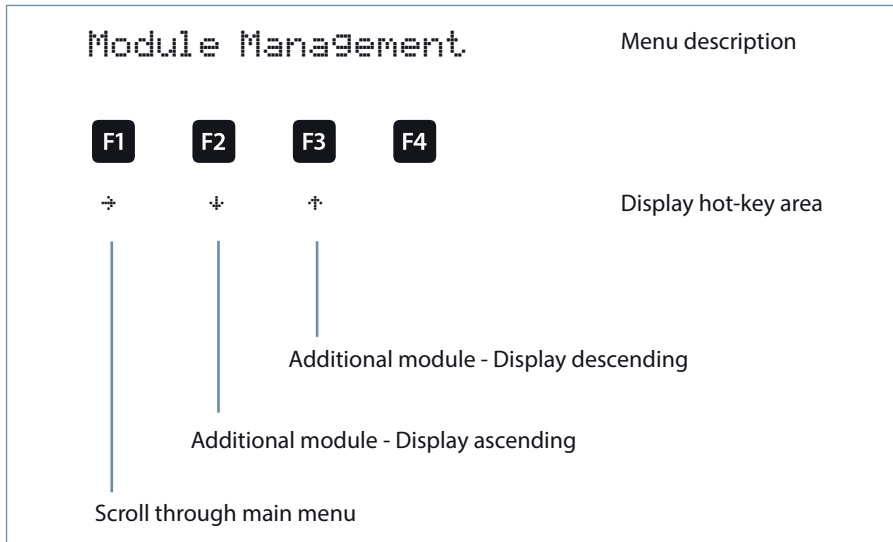 Module Management Menu description
F1 F2 F3 F4
→ ↓ ↑ Display hot-key area
Additional module - Display descending
Additional module - Display ascending
Scroll through main menu